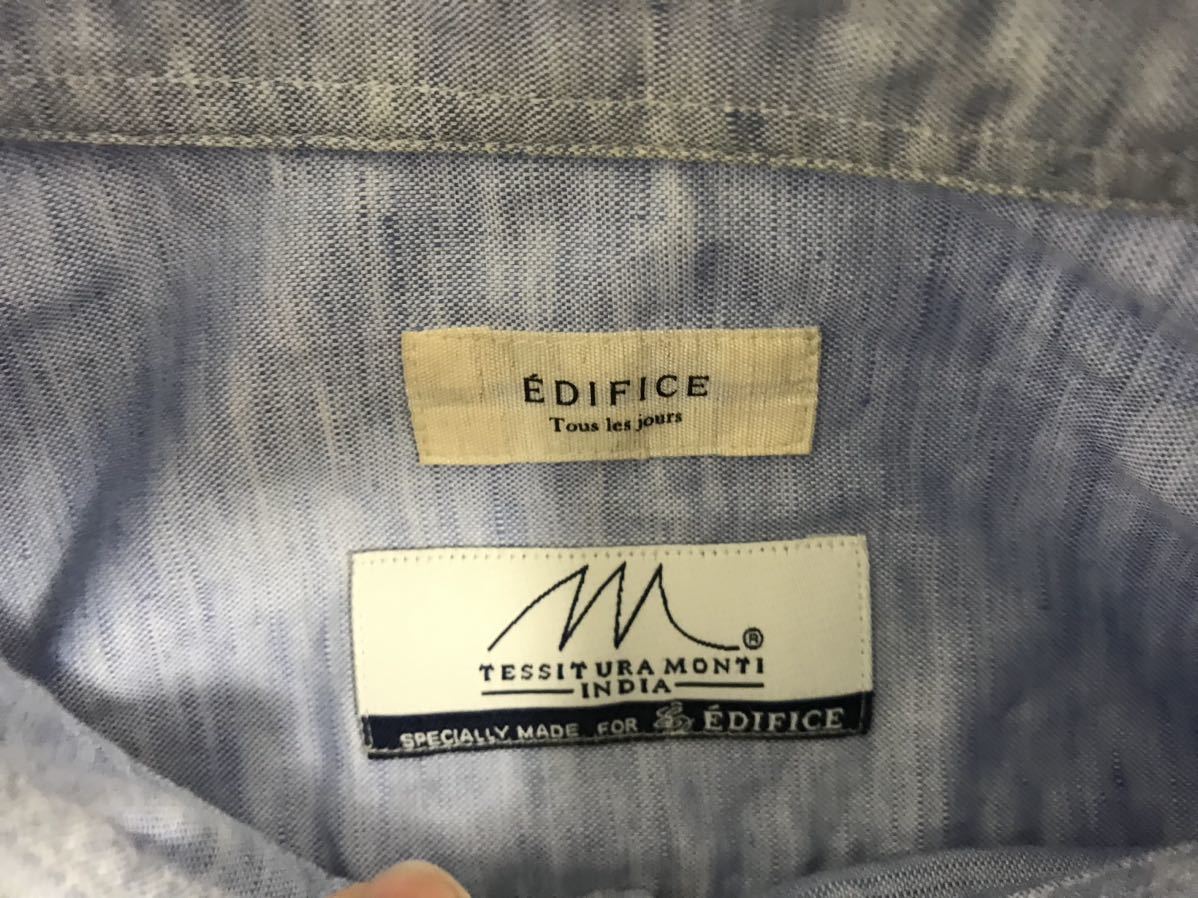 ÉDIFICE
Tous les jours
®
TESSITURA MONTI
INDIA
SPECIALLY MADE FOR ÉDIFICE